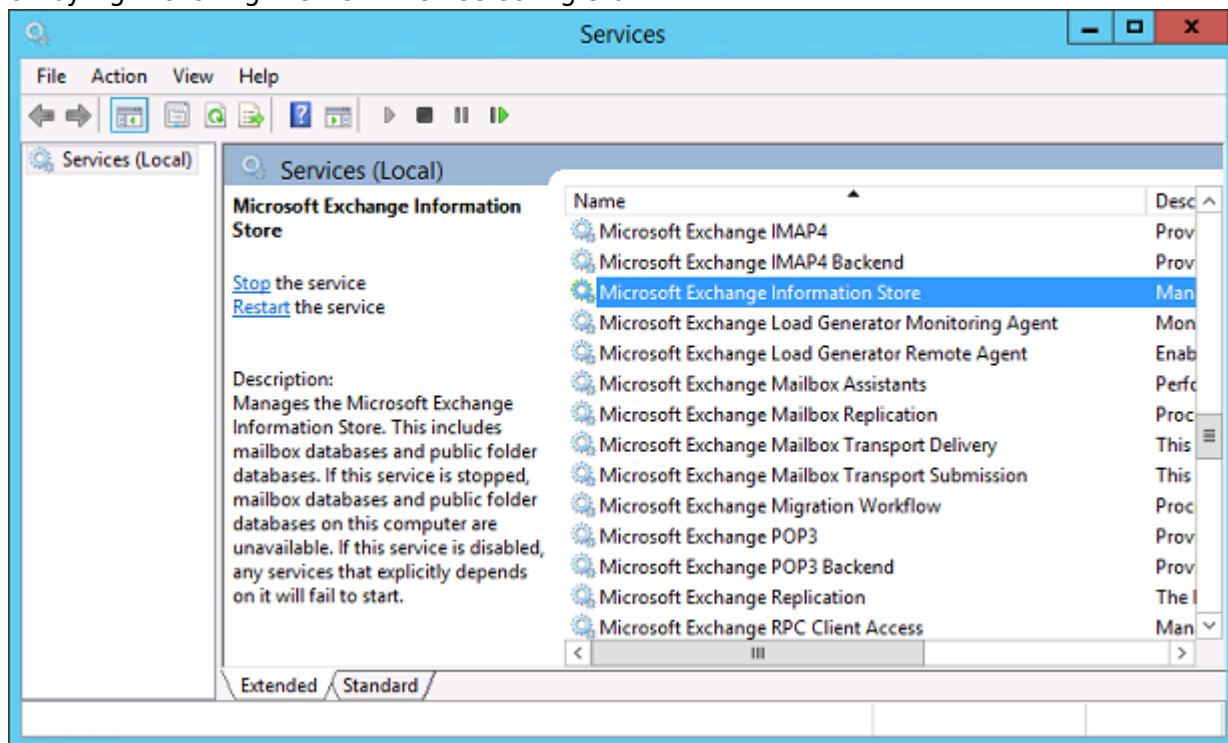 Services
File Action View Help
Services (Local)
Services (Local)
Microsoft Exchange Information
Store
Stop the service
Restart the service
Description:
Manages the Microsoft Exchange
Information Store. This includes
mailbox databases and public folder
databases. If this service is stopped,
mailbox databases and public folder
databases on this computer are
unavailable. If this service is disabled,
any services that explicitly depends
on it will fail to start.
Name Desc
Microsoft Exchange IMAP4 Prov
Microsoft Exchange IMAP4 Backend Prov
Microsoft Exchange Information Store Man
Microsoft Exchange Load Generator Monitoring Agent Mon
Microsoft Exchange Load Generator Remote Agent Enab
Microsoft Exchange Mailbox Assistants Perfo
Microsoft Exchange Mailbox Replication Proc
Microsoft Exchange Mailbox Transport Delivery This
Microsoft Exchange Mailbox Transport Submission This
Microsoft Exchange Migration Workflow Proc
Microsoft Exchange POP3 Prov
Microsoft Exchange POP3 Backend Prov
Microsoft Exchange Replication The
Microsoft Exchange RPC Client Access Man
Extended Standard